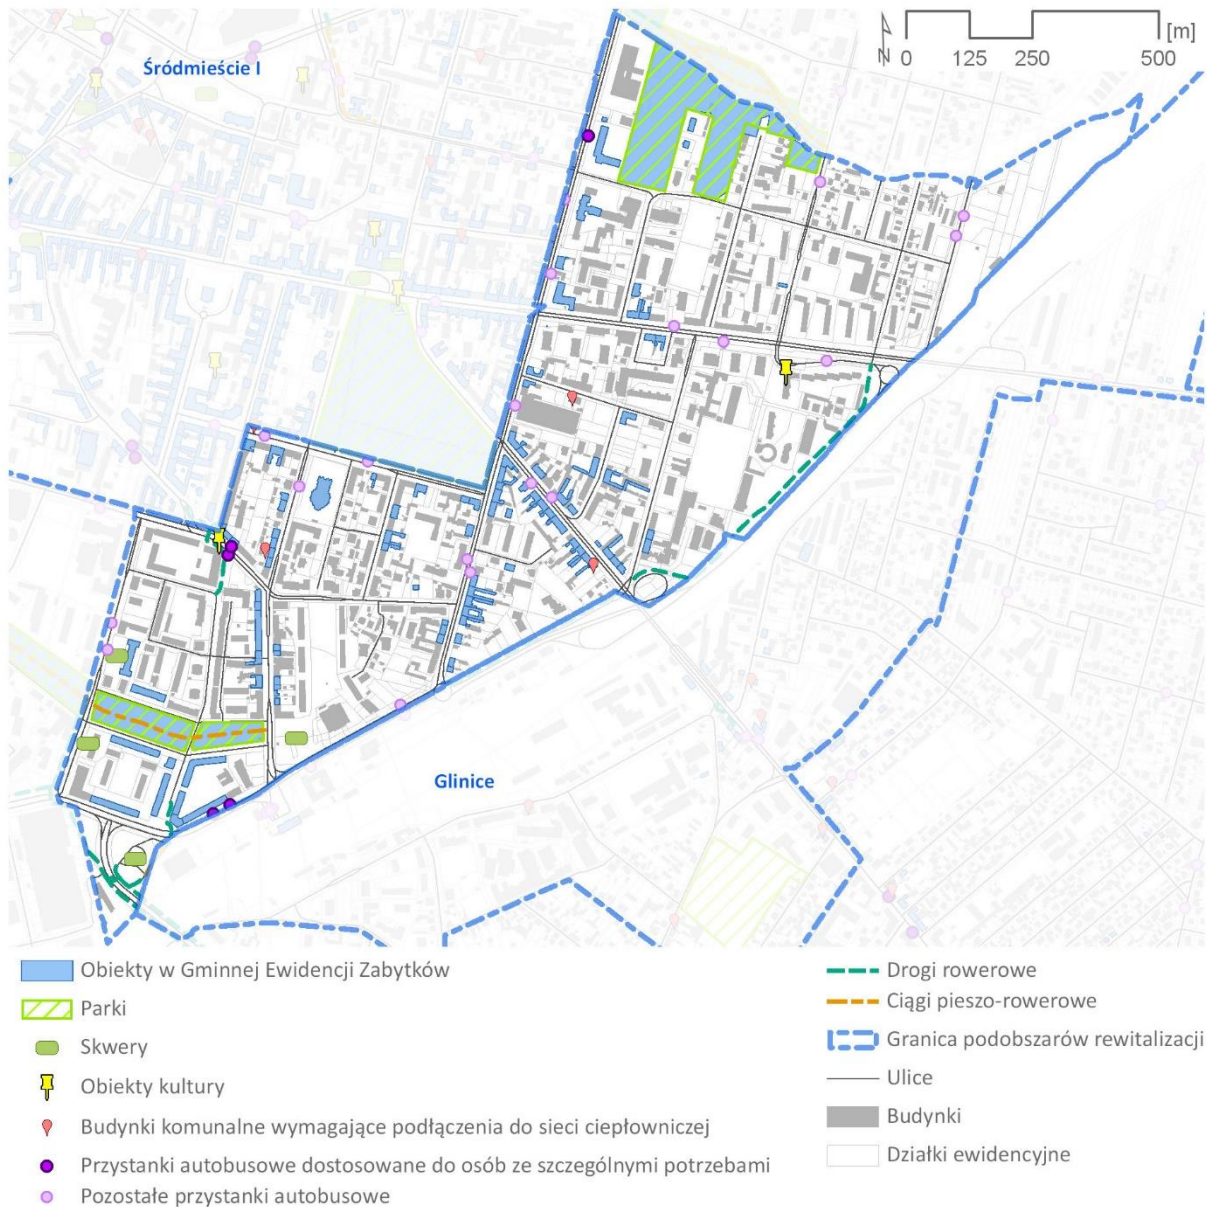 Śródmieście I
N
0 125 250 500 [m]
Glinice
Obiekty w Gminnej Ewidencji Zabytków
Parki
Skwery
Obiekty kultury
Budynki komunalne wymagające podłączenia do sieci ciepłowniczej
Przystanki autobusowe dostosowane do osób ze szczególnymi potrzebami
Pozostałe przystanki autobusowe
Drogi rowerowe
Ciągi pieszo-rowerowe
Granica podobszarów rewitalizacji
Ulice
Budynki
Działki ewidencyjne